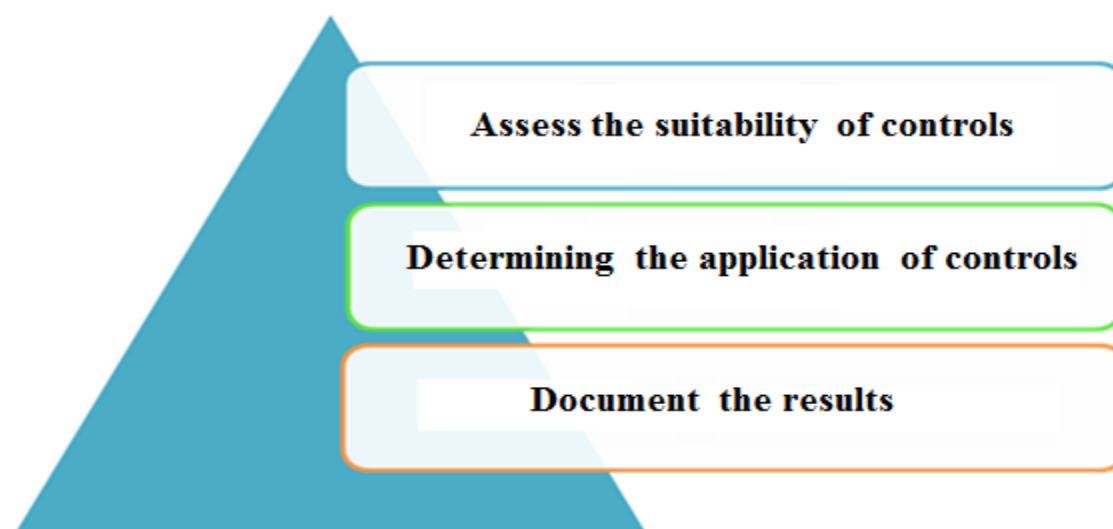 Assess the suitability of controls
Determining the application of controls
Document the results